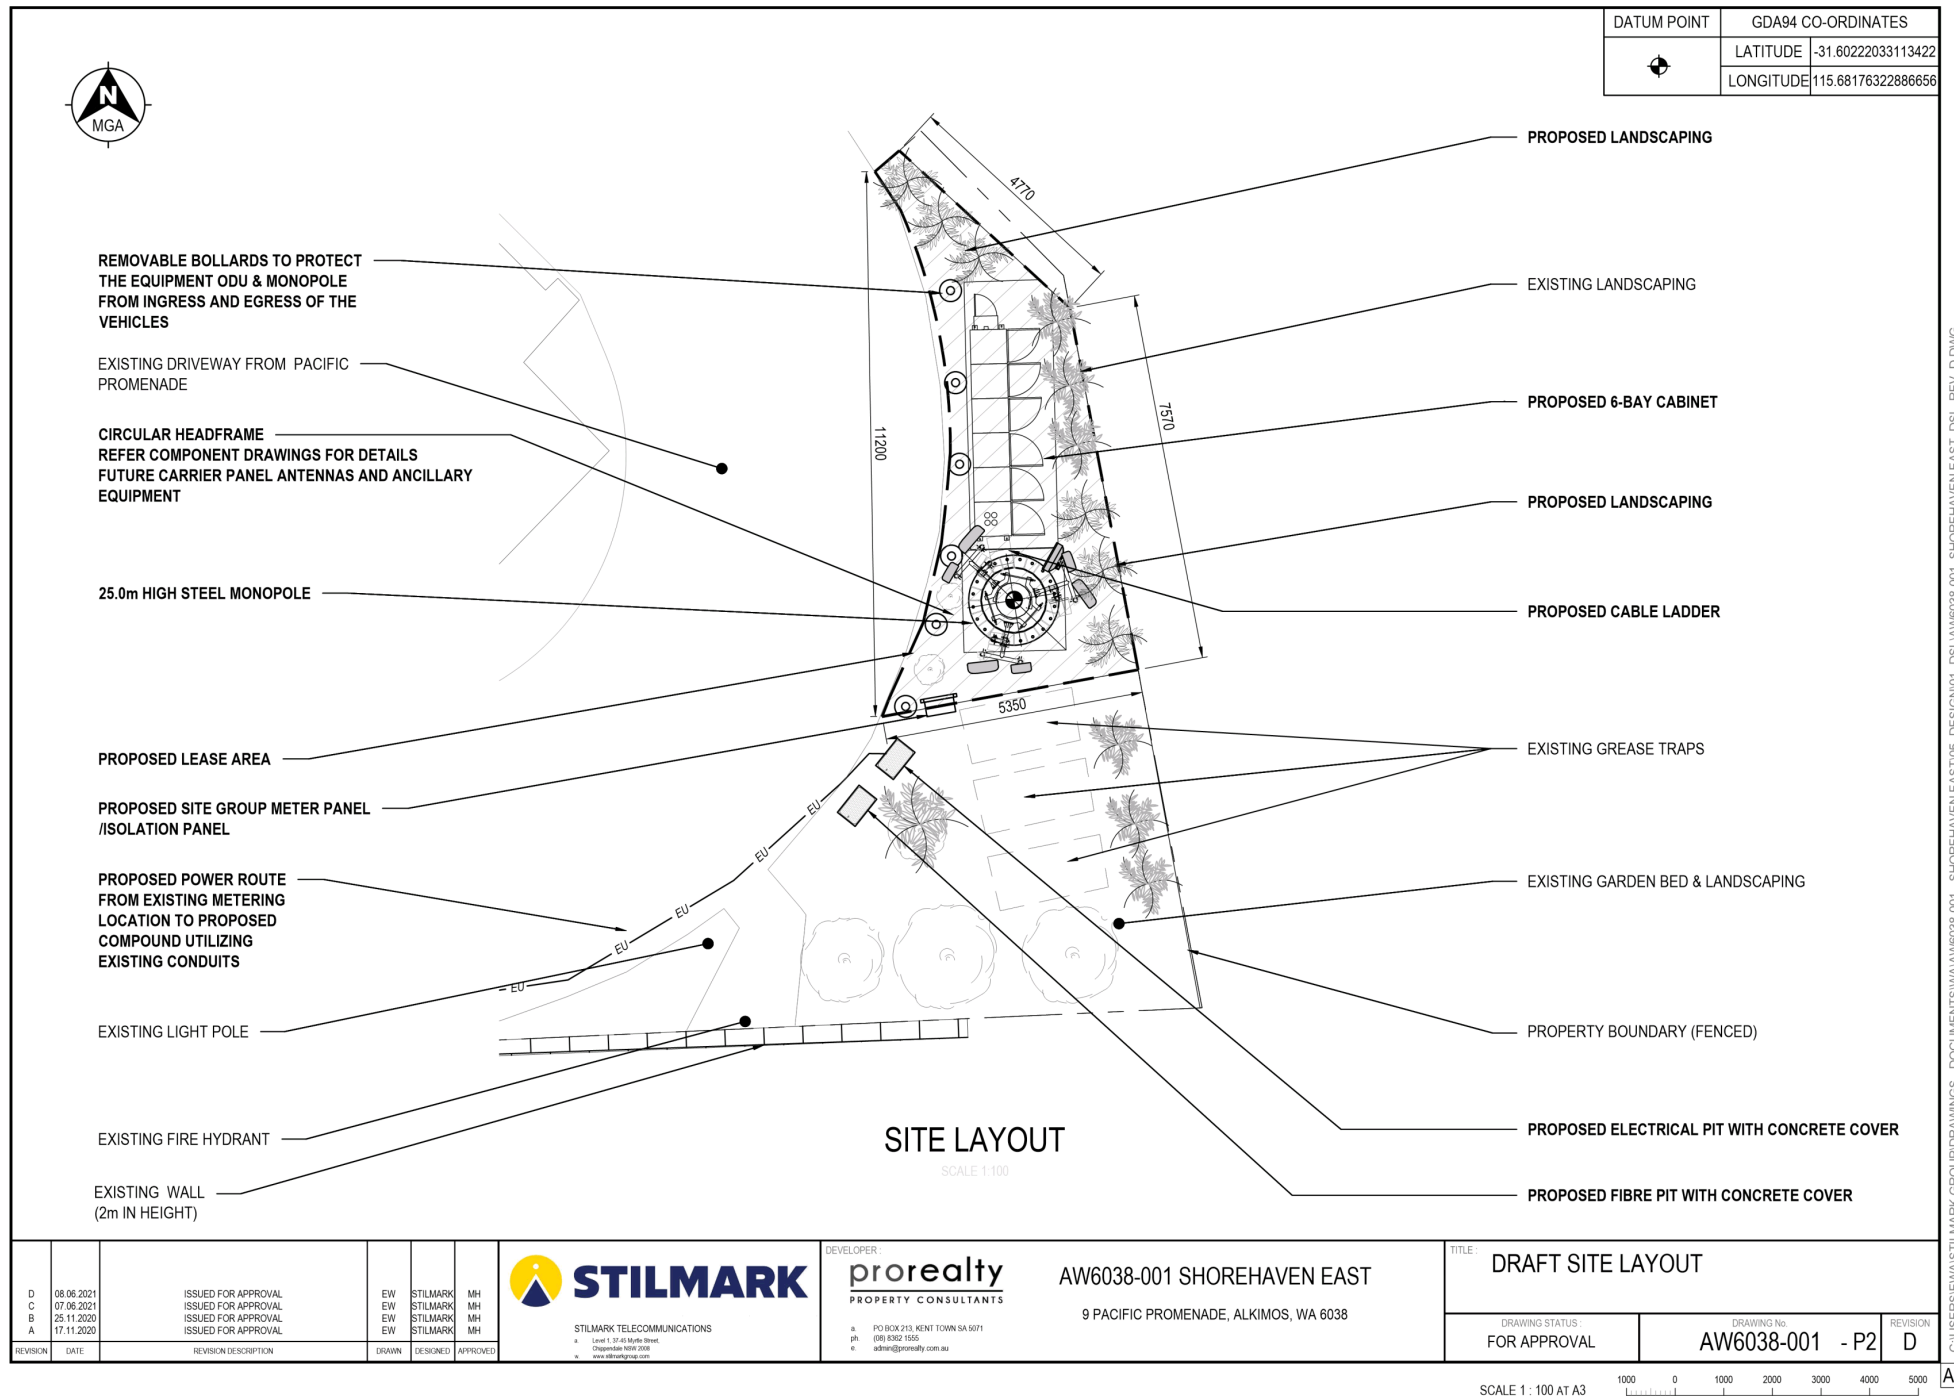 DATUM POINT
GDA94 CO-ORDINATES
LATITUDE
-31.60222033113422
LONGITUDE
115.68176322886656
N
MGA
4770
11200
7570
5350
REMOVABLE BOLLARDS TO PROTECT
THE EQUIPMENT ODU & MONOPOLE
FROM INGRESS AND EGRESS OF THE
VEHICLES
EXISTING DRIVEWAY FROM PACIFIC
PROMENADE
CIRCULAR HEADFRAME
REFER COMPONENT DRAWINGS FOR DETAILS
FUTURE CARRIER PANEL ANTENNAS AND ANCILLARY
EQUIPMENT
25.0m HIGH STEEL MONOPOLE
PROPOSED LEASE AREA
PROPOSED SITE GROUP METER PANEL
/ISOLATION PANEL
PROPOSED POWER ROUTE
FROM EXISTING METERING
LOCATION TO PROPOSED
COMPOUND UTILIZING
EXISTING CONDUITS
EXISTING LIGHT POLE
EXISTING FIRE HYDRANT
EXISTING WALL
(2m IN HEIGHT)
EU
EU
EU
EU
EU
PROPOSED LANDSCAPING
EXISTING LANDSCAPING
PROPOSED 6-BAY CABINET
PROPOSED LANDSCAPING
PROPOSED CABLE LADDER
EXISTING GREASE TRAPS
EXISTING GARDEN BED & LANDSCAPING
PROPERTY BOUNDARY (FENCED)
PROPOSED ELECTRICAL PIT WITH CONCRETE COVER
PROPOSED FIBRE PIT WITH CONCRETE COVER
SITE LAYOUT
SCALE 1:100
D 08.06.2021 ISSUED FOR APPROVAL EW STILMARK MH
C 07.06.2021 ISSUED FOR APPROVAL EW STILMARK MH
B 25.11.2020 ISSUED FOR APPROVAL EW STILMARK MH
A 17.11.2020 ISSUED FOR APPROVAL EW STILMARK MH
REVISION DATE REVISION DESCRIPTION DRAWN DESIGNED APPROVED
STILMARK
STILMARK TELECOMMUNICATIONS
a. Level 1, 37-45 Myrtle Street,
Chippendale NSW 2008
w. www.stilmarkgroup.com
DEVELOPER :
prorealty
PROPERTY CONSULTANTS
a. PO BOX 213, KENT TOWN SA 5071
ph. (08) 8362 1555
e. admin@prorealty.com.au
AW6038-001 SHOREHAVEN EAST
9 PACIFIC PROMENADE, ALKIMOS, WA 6038
TITLE :
DRAFT SITE LAYOUT
DRAWING STATUS :
FOR APPROVAL
DRAWING No.
AW6038-001 - P2
REVISION
D
SCALE 1 : 100 AT A3
1000 0 1000 2000 3000 4000 5000
A